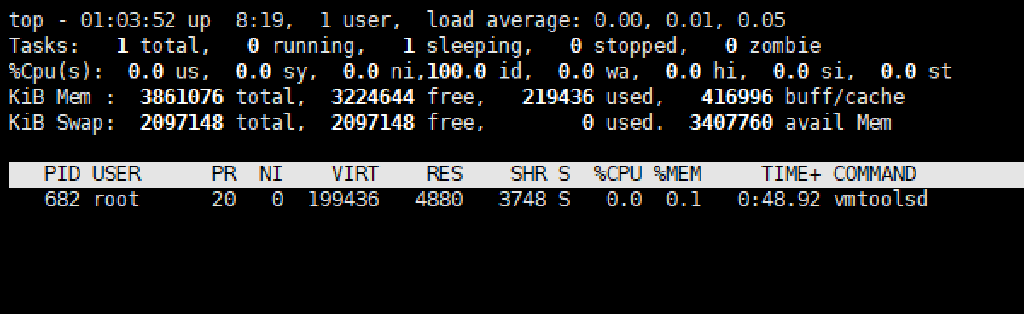 top - 01:03:52 up  8:19,  1 user,  load average: 0.00, 0.01, 0.05
Tasks:   1 total,   0 running,   1 sleeping,   0 stopped,   0 zombie
%Cpu(s):  0.0 us,  0.0 sy,  0.0 ni,100.0 id,  0.0 wa,  0.0 hi,  0.0 si,  0.0 st
KiB Mem :  3861076 total,  3224644 free,   219436 used,   416996 buff/cache
KiB Swap:  2097148 total,  2097148 free,        0 used.  3407760 avail Mem
PID USER      PR  NI    VIRT    RES    SHR S  %CPU %MEM     TIME+ COMMAND
682 root      20   0  199436   4880   3748 S   0.0  0.1   0:48.92 vmtoolsd